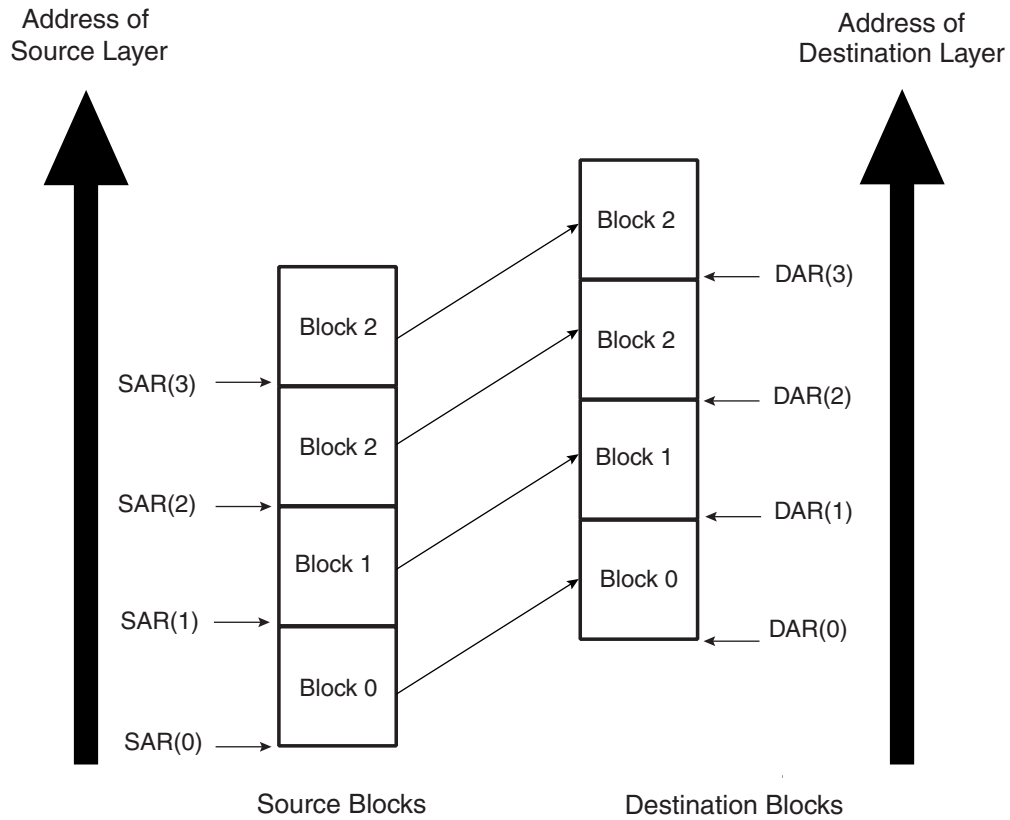 Address of
Source Layer
Address of
Destination Layer
Block 2
Block 2
SAR(3)
Block 2
SAR(2)
Block 1
SAR(1)
Block 0
SAR(0)
Block 2
DAR(3)
Block 2
DAR(2)
Block 1
DAR(1)
Block 0
DAR(0)
Source Blocks
Destination Blocks